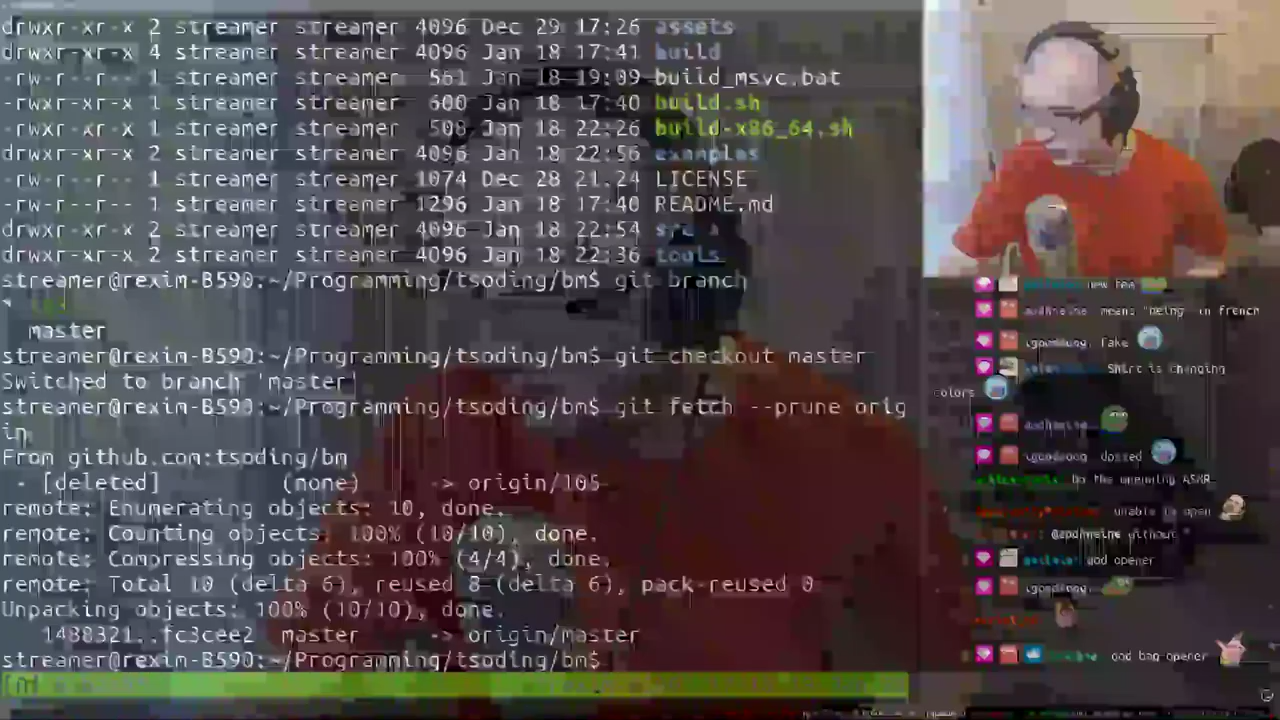 drwxr-xr-x 2 streamer streamer 4096 Dec 29 17:26 assets
drwxr-xr-x 4 streamer streamer 4096 Jan 18 17:41 build
-rw-r--r-- 1 streamer streamer 561 Jan 18 19:09 build_msvc.bat
-rwxr-xr-x 1 streamer streamer 600 Jan 18 17:40 build.sh
-rwxr-xr-x 1 streamer streamer 508 Jan 18 22:26 build-x86_64.sh
drwxr-xr-x 2 streamer streamer 4096 Jan 18 22:56 examples
-rw-r--r-- 1 streamer streamer 1074 Dec 28 21:24 LICENSE
-rw-r--r-- 1 streamer streamer 1296 Jan 18 17:40 README.md
drwxr-xr-x 2 streamer streamer 4096 Jan 18 22:54 src
drwxr-xr-x 2 streamer streamer 4096 Jan 18 22:36 tools
streamer@rexim-B590:~/Programming/tsoding/bm$ git branch
*
master
streamer@rexim-B590:~/Programming/tsoding/bm$ git checkout master
Switched to branch 'master'
streamer@rexim-B590:~/Programming/tsoding/bm$ git fetch --prune orig
in
From github.com:tsoding/bm
- [deleted] (none) -> origin/105
remote: Enumerating objects: 10, done.
remote: Counting objects: 100% (10/10), done.
remote: Compressing objects: 100% (4/4), done.
remote: Total 10 (delta 6), reused 8 (delta 6), pack-reused 0
Unpacking objects: 100% (10/10), done.
1488321..fc3cee2 master -> origin/master
streamer@rexim-B590:~/Programming/tsoding/bm$
new
means "being" in French
fake
Shirt is changing
colors
Do the openning ASMR
unable to open
without
god opener
god bag opener